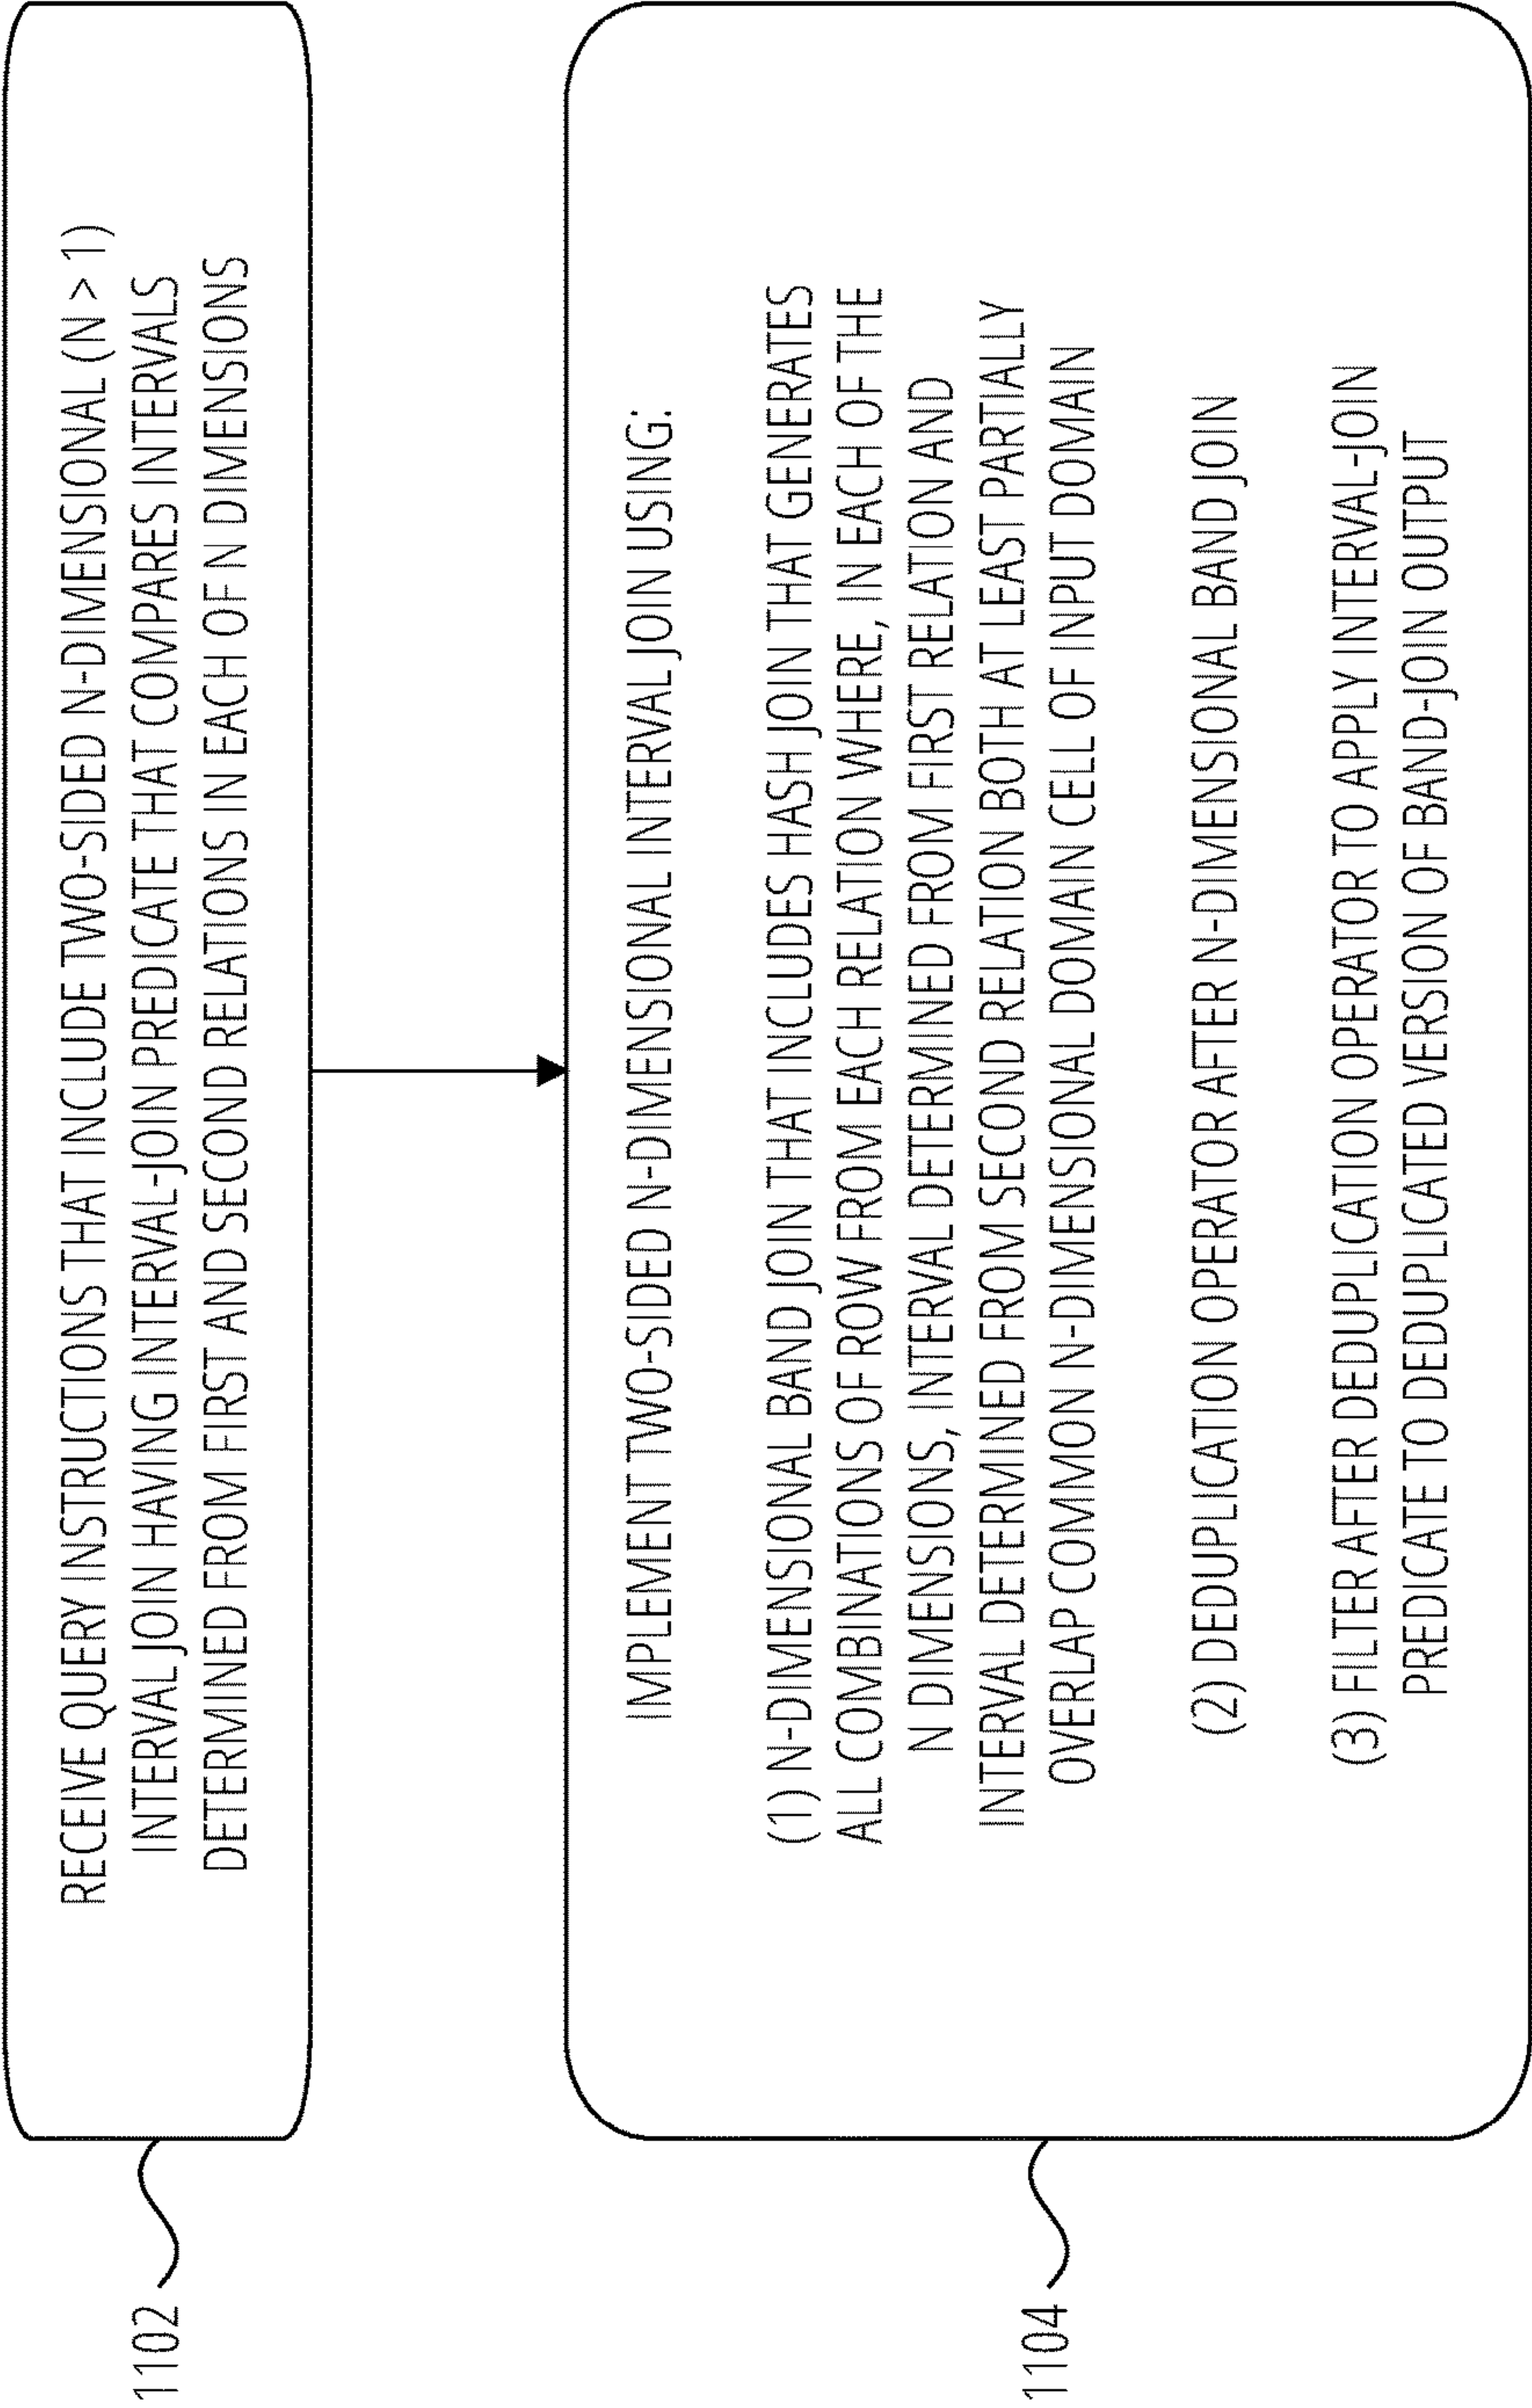 1102
RECEIVE QUERY INSTRUCTIONS THAT INCLUDE TWO-SIDED N-DIMENSIONAL (N > 1)
INTERVAL JOIN HAVING INTERVAL-JOIN PREDICATE THAT COMPARES INTERVALS
DETERMINED FROM FIRST AND SECOND RELATIONS IN EACH OF N DIMENSIONS
1104
IMPLEMENT TWO-SIDED N-DIMENSIONAL INTERVAL JOIN USING:
(1) N-DIMENSIONAL BAND JOIN THAT INCLUDES HASH JOIN THAT GENERATES
ALL COMBINATIONS OF ROW FROM EACH RELATION WHERE, IN EACH OF THE
N DIMENSIONS, INTERVAL DETERMINED FROM FIRST RELATION AND
INTERVAL DETERMINED FROM SECOND RELATION BOTH AT LEAST PARTIALLY
OVERLAP COMMON N-DIMENSIONAL DOMAIN CELL OF INPUT DOMAIN
(2) DEDUPLICATION OPERATOR AFTER N-DIMENSIONAL BAND JOIN
(3) FILTER AFTER DEDUPLICATION OPERATOR TO APPLY INTERVAL-JOIN
PREDICATE TO DEDUPLICATED VERSION OF BAND-JOIN OUTPUT